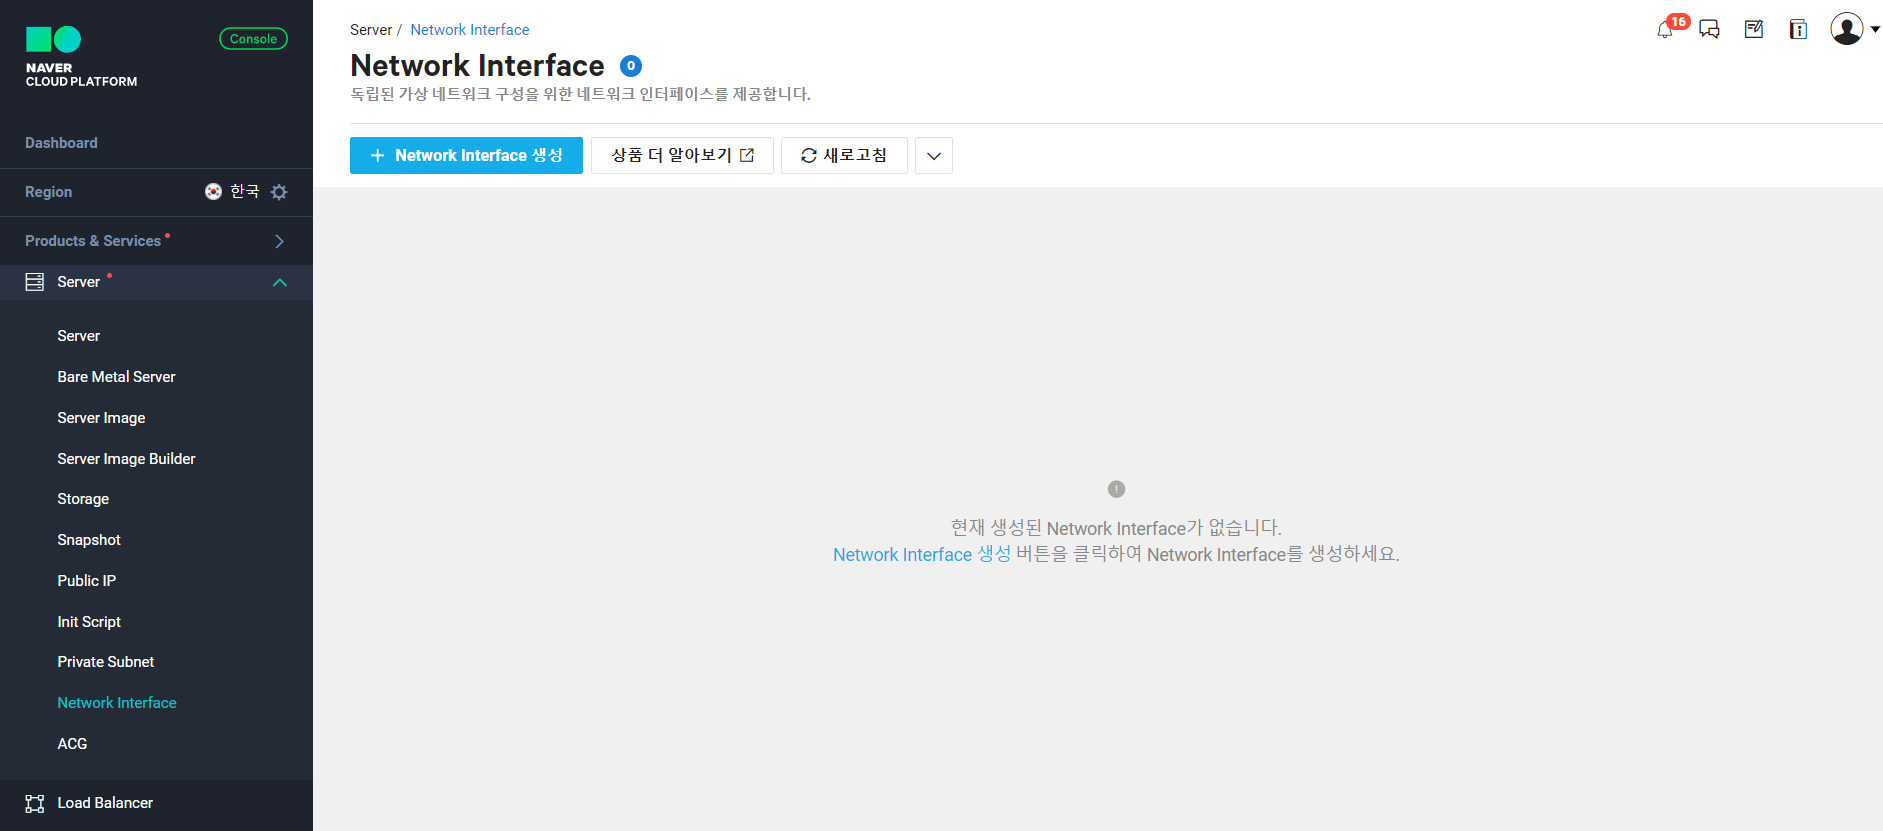 NAVER
CLOUD PLATFORM
Console
Dashboard
Region 한국
Products & Services
Server
Server
Bare Metal Server
Server Image
Server Image Builder
Storage
Snapshot
Public IP
Init Script
Private Subnet
Network Interface
ACG
Load Balancer
Server / Network Interface
16
Network Interface 0
독립된 가상 네트워크 구성을 위한 네트워크 인터페이스를 제공합니다.
+ Network Interface 생성 상품 더 알아보기 새로고침
현재 생성된 Network Interface가 없습니다.
Network Interface 생성 버튼을 클릭하여 Network Interface를 생성하세요.